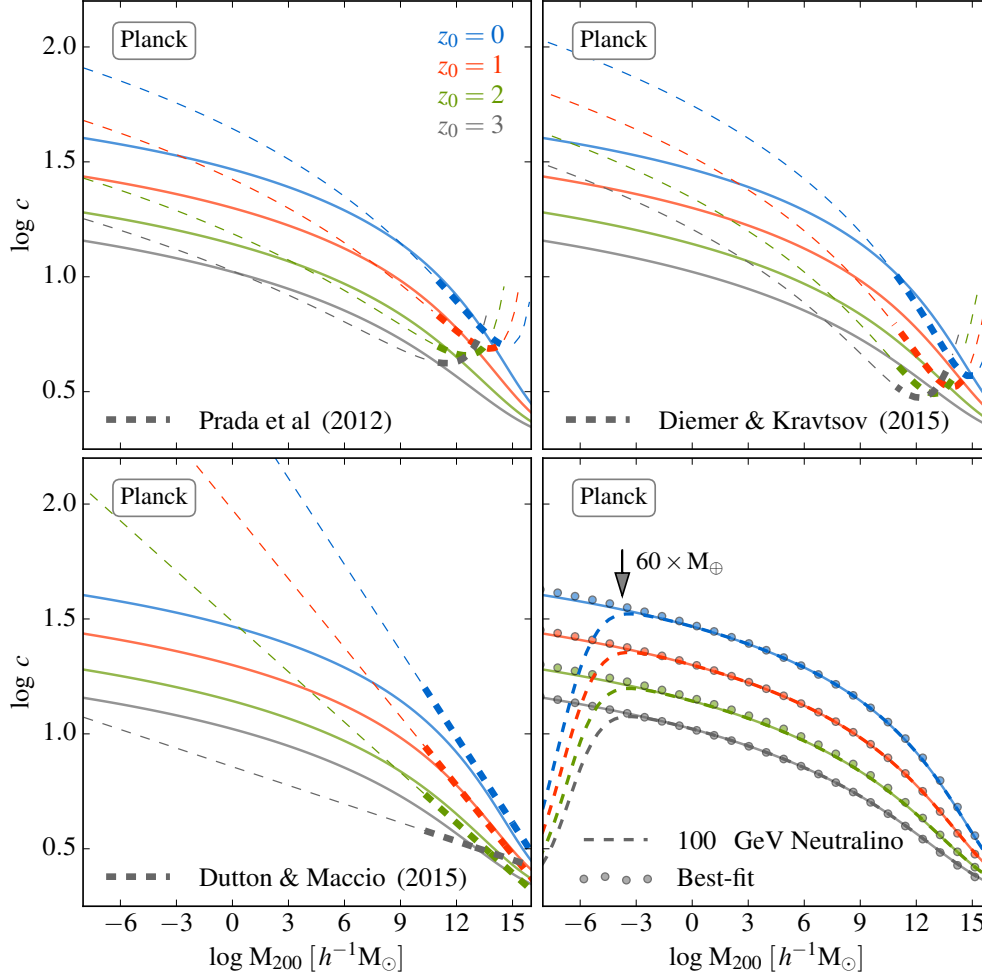 Planck
z₀ = 0
z₀ = 1
z₀ = 2
z₀ = 3
2.0
1.5
1.0
0.5
log c
Prada et al (2012)
Planck
Diemer & Kravtsov (2015)
Planck
2.0
1.5
1.0
0.5
log c
Dutton & Maccio (2015)
−6 −3 0 3 6 9 12 15
log M₂₀₀ [h⁻¹M⊙]
Planck
60 × M⊕
100 GeV Neutralino
Best-fit
−6 −3 0 3 6 9 12 15
log M₂₀₀ [h⁻¹M⊙]